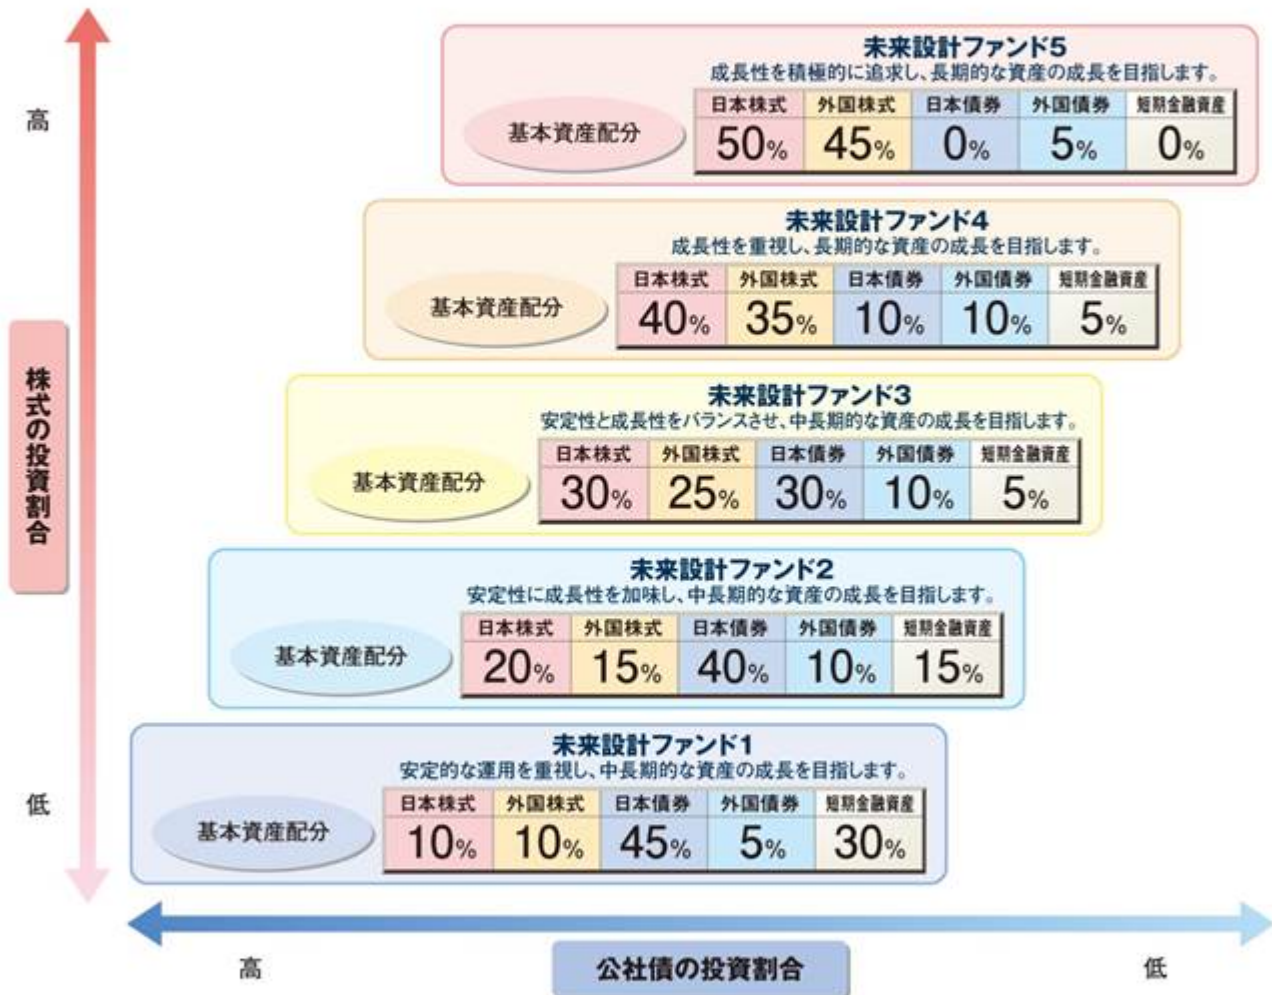 高
株式の投資割合
低
未来設計ファンド5
成長性を積極的に追求し、長期的な資産の成長を目指します。
基本資産配分
日本株式 外国株式 日本債券 外国債券 短期金融資産
50% 45% 0% 5% 0%
未来設計ファンド4
成長性を重視し、長期的な資産の成長を目指します。
基本資産配分
日本株式 外国株式 日本債券 外国債券 短期金融資産
40% 35% 10% 10% 5%
未来設計ファンド3
安定性と成長性をバランスさせ、中長期的な資産の成長を目指します。
基本資産配分
日本株式 外国株式 日本債券 外国債券 短期金融資産
30% 25% 30% 10% 5%
未来設計ファンド2
安定性に成長性を加味し、中長期的な資産の成長を目指します。
基本資産配分
日本株式 外国株式 日本債券 外国債券 短期金融資産
20% 15% 40% 10% 15%
未来設計ファンド1
安定的な運用を重視し、中長期的な資産の成長を目指します。
基本資産配分
日本株式 外国株式 日本債券 外国債券 短期金融資産
10% 10% 45% 5% 30%
高 公社債の投資割合 低